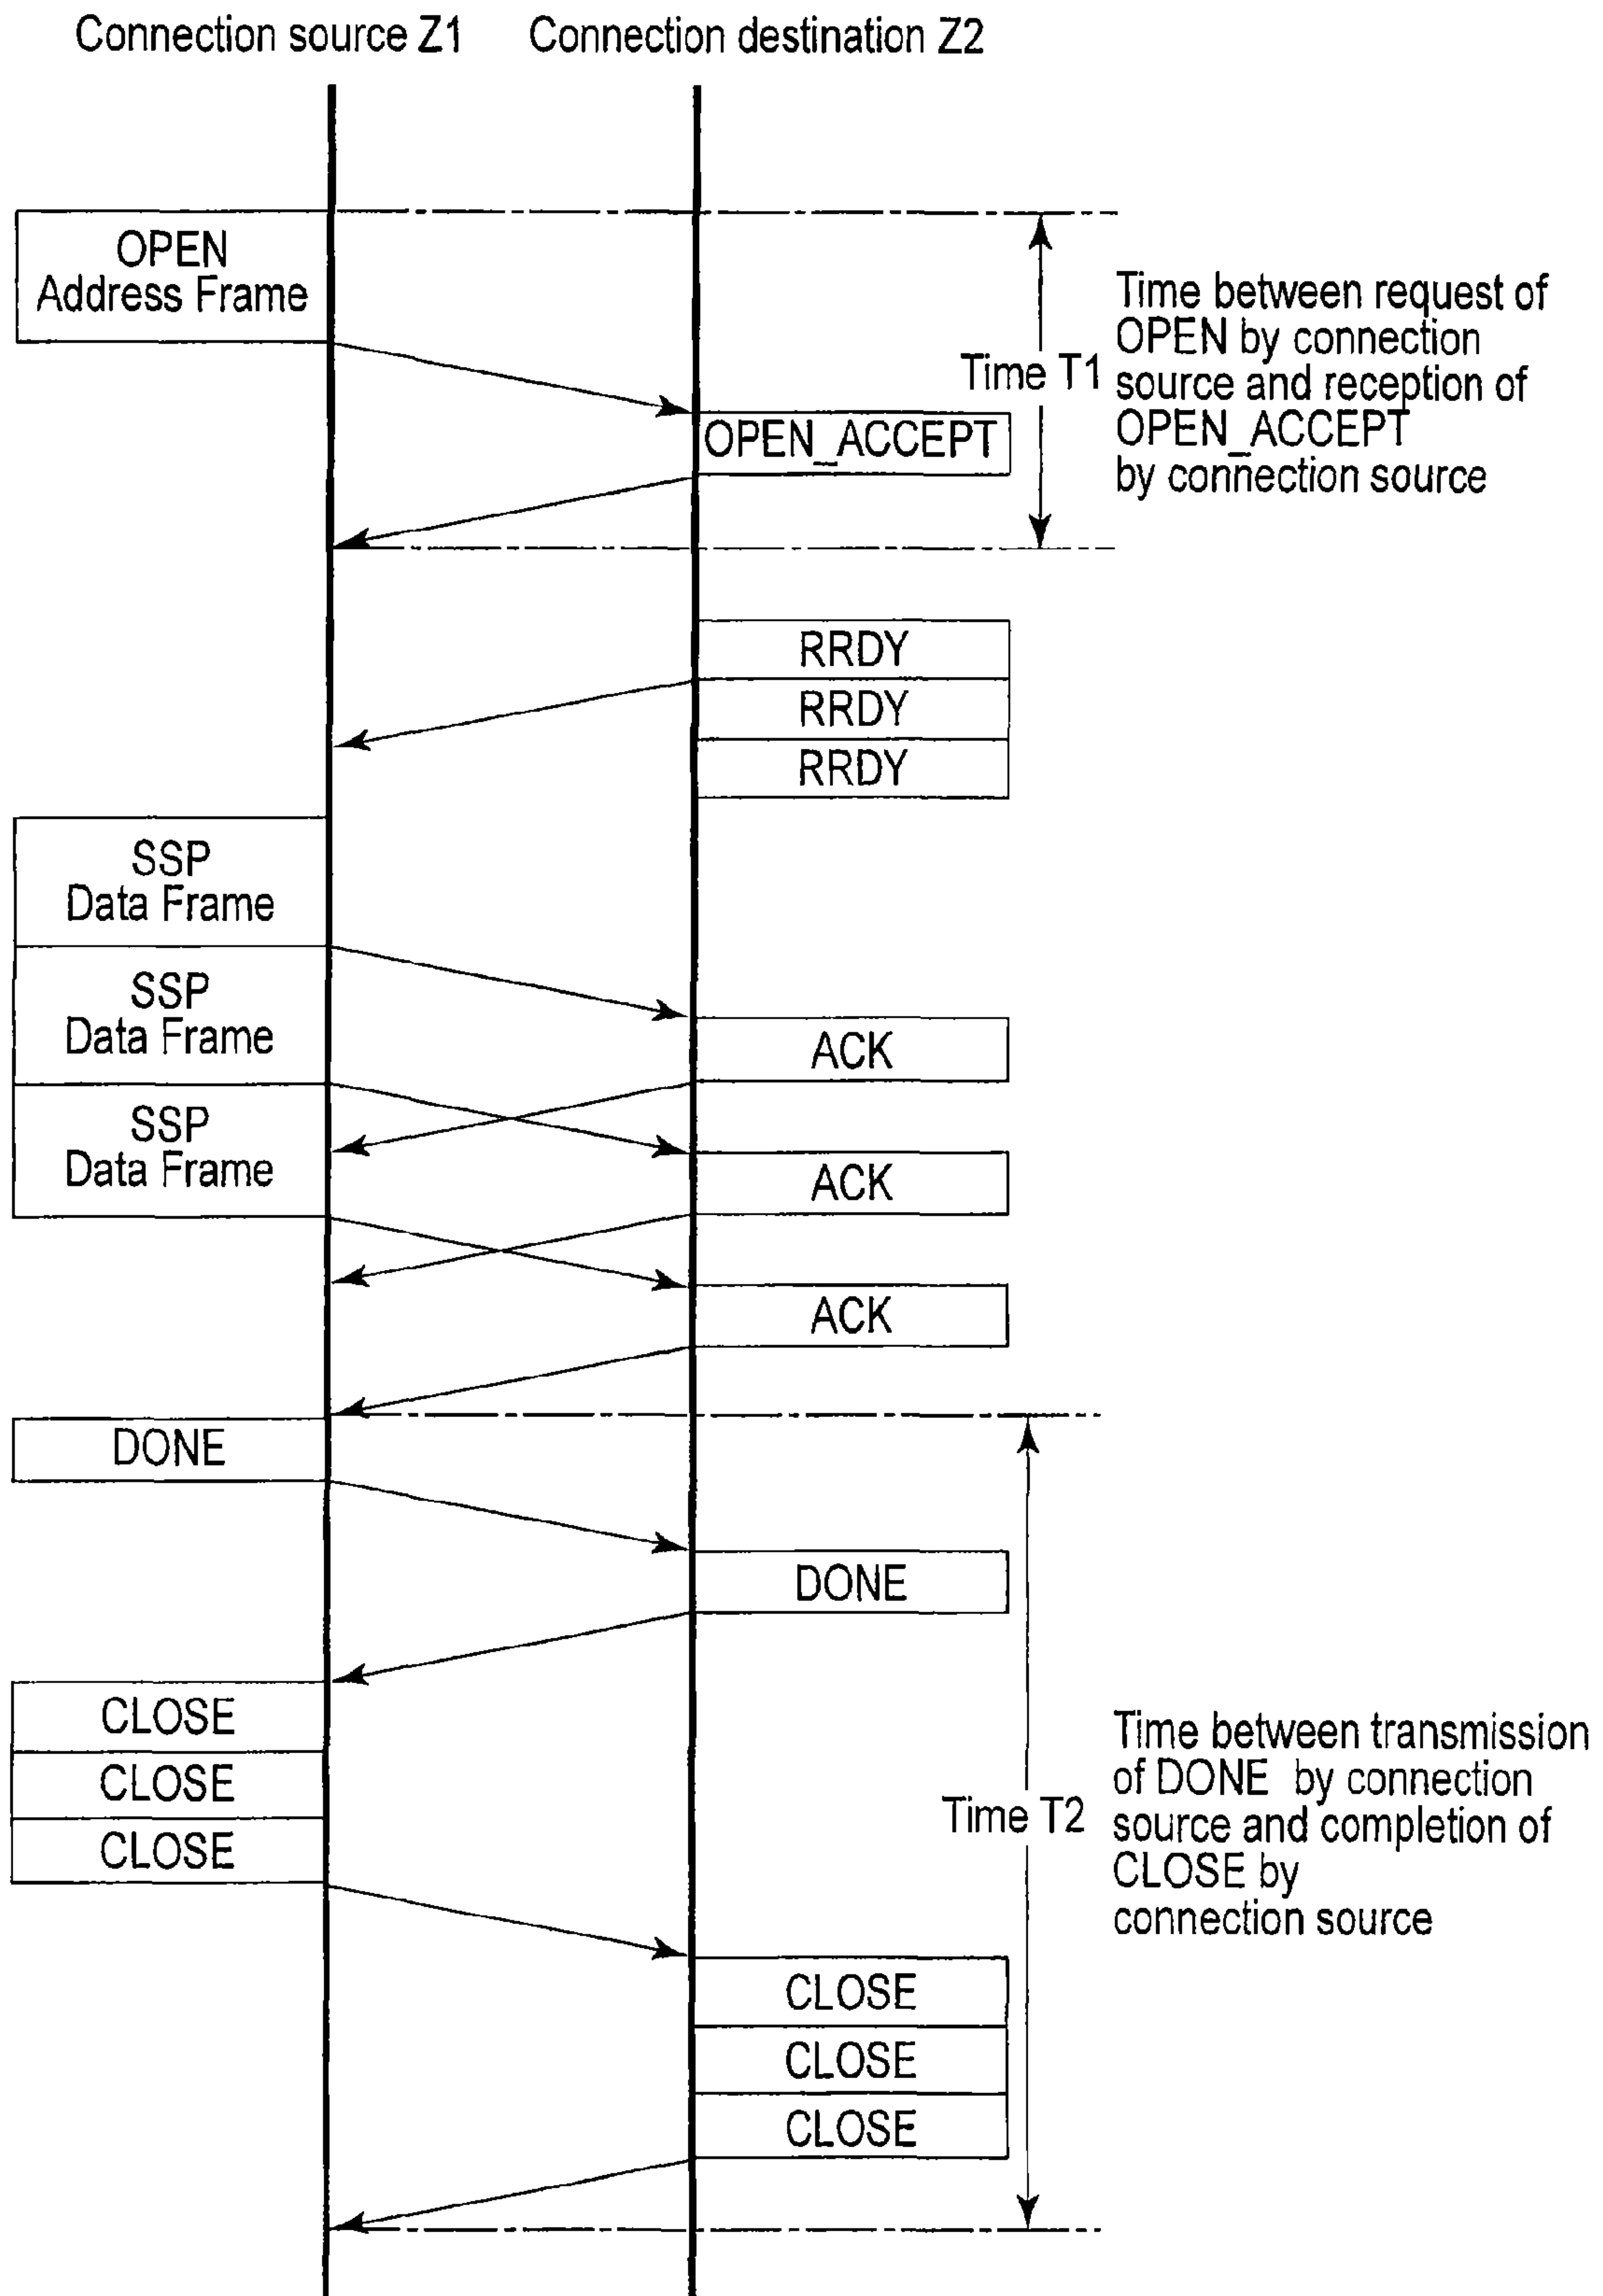 Connection source Z1 Connection destination Z2
OPEN
Address Frame
Time T1
Time between request of
OPEN by connection
source and reception of
OPEN_ACCEPT
by connection source
OPEN_ACCEPT
RRDY
RRDY
RRDY
SSP
Data Frame
SSP
Data Frame
ACK
SSP
Data Frame
ACK
ACK
DONE
DONE
CLOSE
CLOSE
CLOSE
Time T2
Time between transmission
of DONE by connection
source and completion of
CLOSE by
connection source
CLOSE
CLOSE
CLOSE